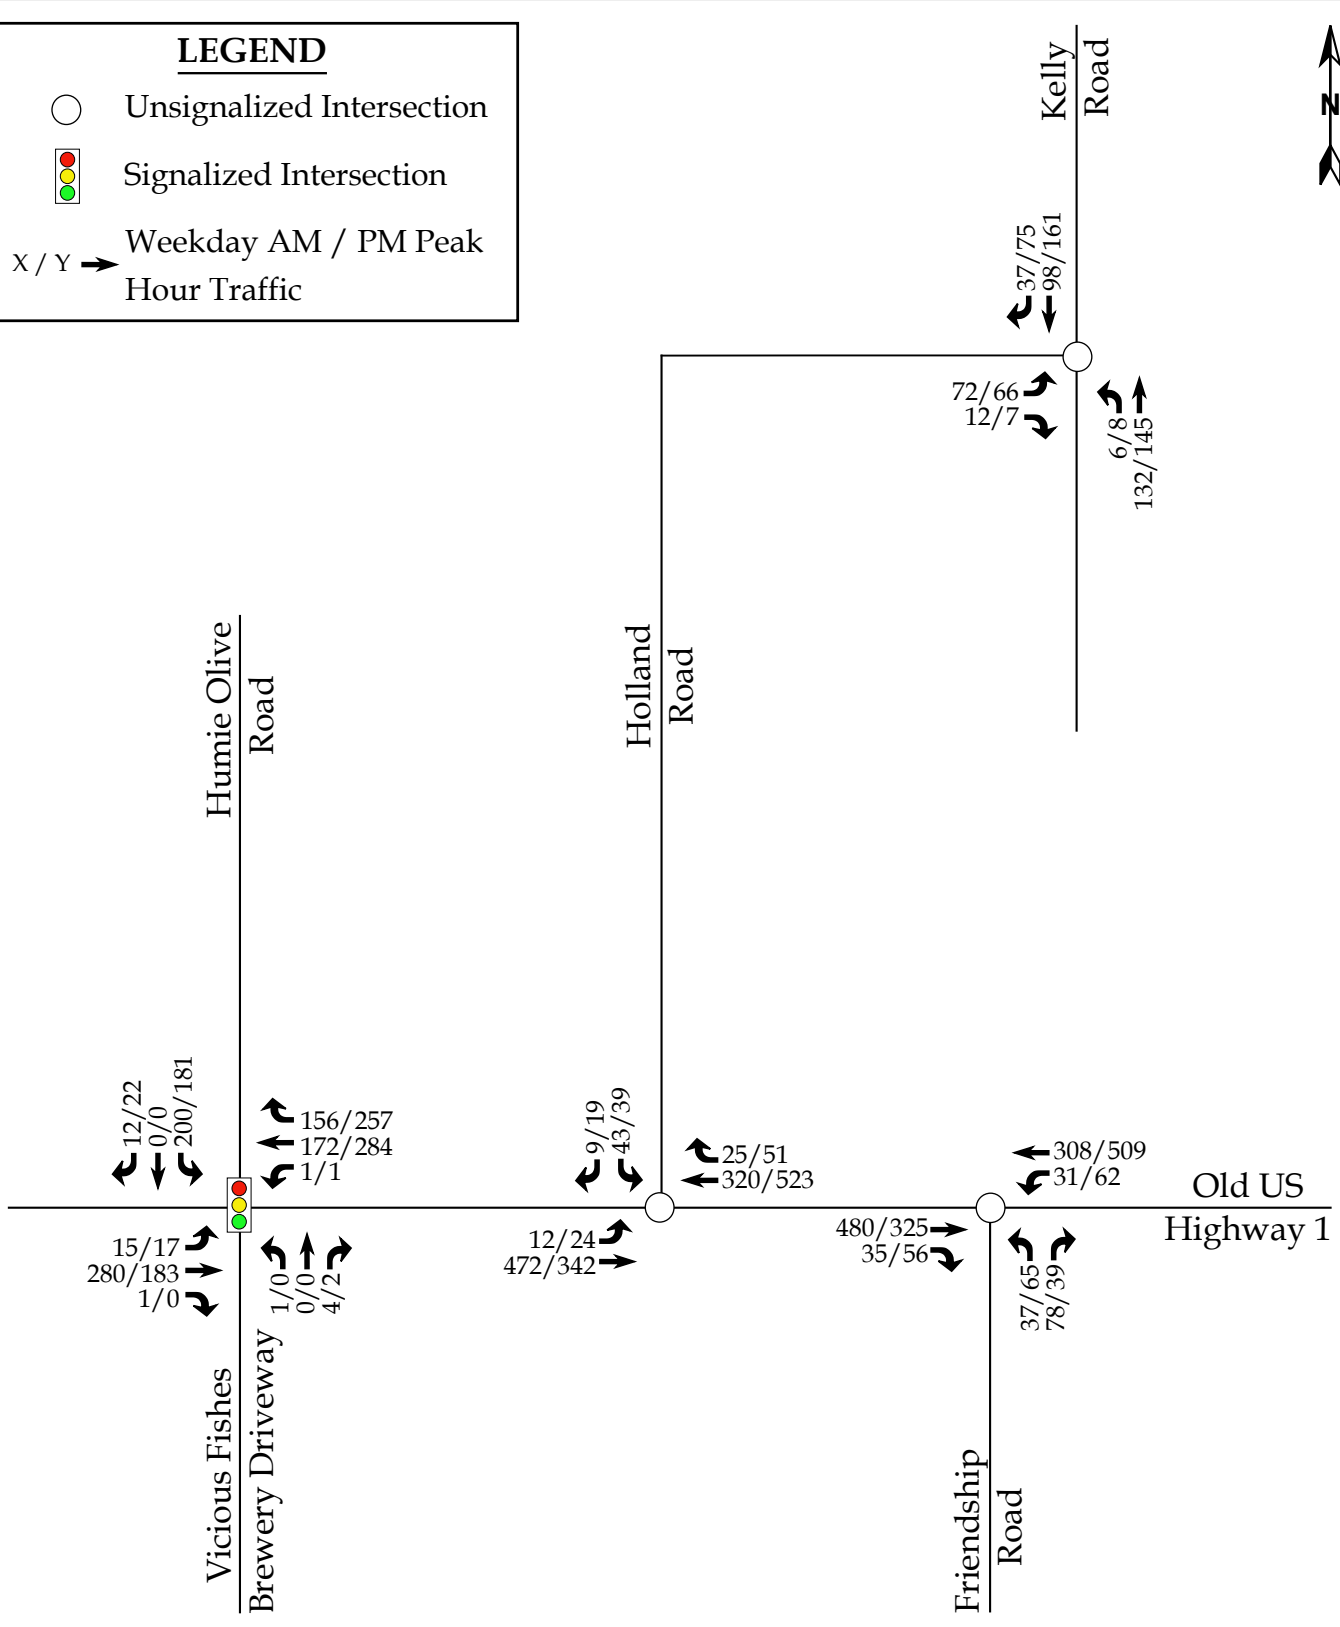 LEGEND
Unsignalized Intersection
Signalized Intersection
X / Y
Weekday AM / PM Peak
Hour Traffic
N
Kelly
Road
37/75
98/161
72/66
12/7
6/8
132/145
Humie Olive
Road
Holland
Road
12/22
0/0
200/181
156/257
172/284
1/1
15/17
280/183
1/0
1/0
0/0
4/2
9/19
43/39
25/51
320/523
12/24
472/342
308/509
31/62
480/325
35/56
37/65
78/39
Old US
Highway 1
Vicious Fishes
Brewery Driveway
Friendship
Road